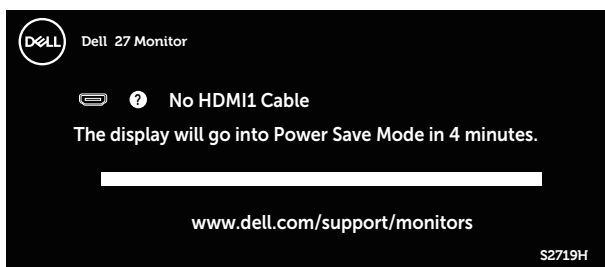 DELL
Dell 27 Monitor
? No HDMI1 Cable
The display will go into Power Save Mode in 4 minutes.
www.dell.com/support/monitors
S2719H